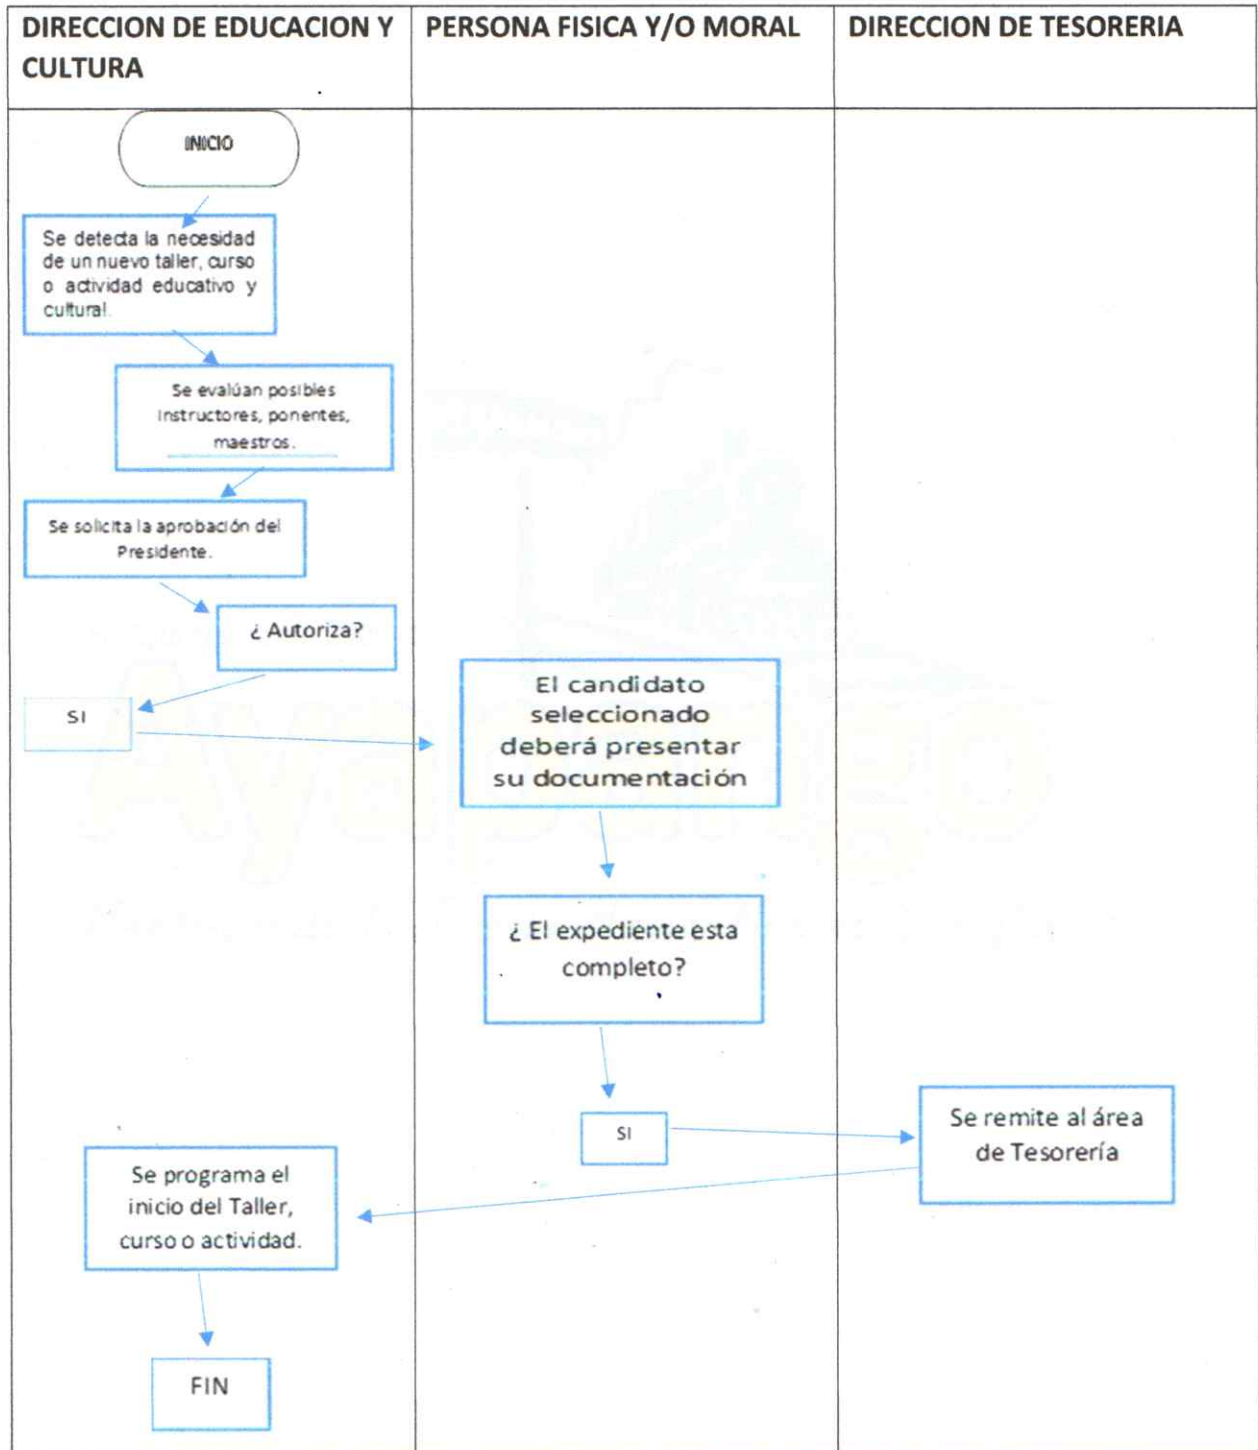 DIRECCION DE EDUCACION Y
CULTURA
PERSONA FISICA Y/O MORAL
DIRECCION DE TESORERIA
INICIO
Se detecta la necesidad
de un nuevo taller, curso
o actividad educativo y
cultural.
Se evalúan posibles
instructores, ponentes,
maestros.
Se solicita la aprobación del
Presidente.
¿ Autoriza?
SI
El candidato
seleccionado
deberá presentar
su documentación
¿ El expediente esta
completo?
SI
Se remite al área
de Tesorería
Se programa el
inicio del Taller,
curso o actividad.
FIN
Ayapango